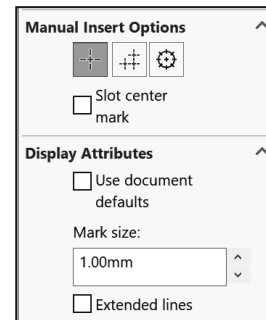 Manual Insert Options
Slot center
mark
Display Attributes
Use document
defaults
Mark size:
1.00mm
Extended lines